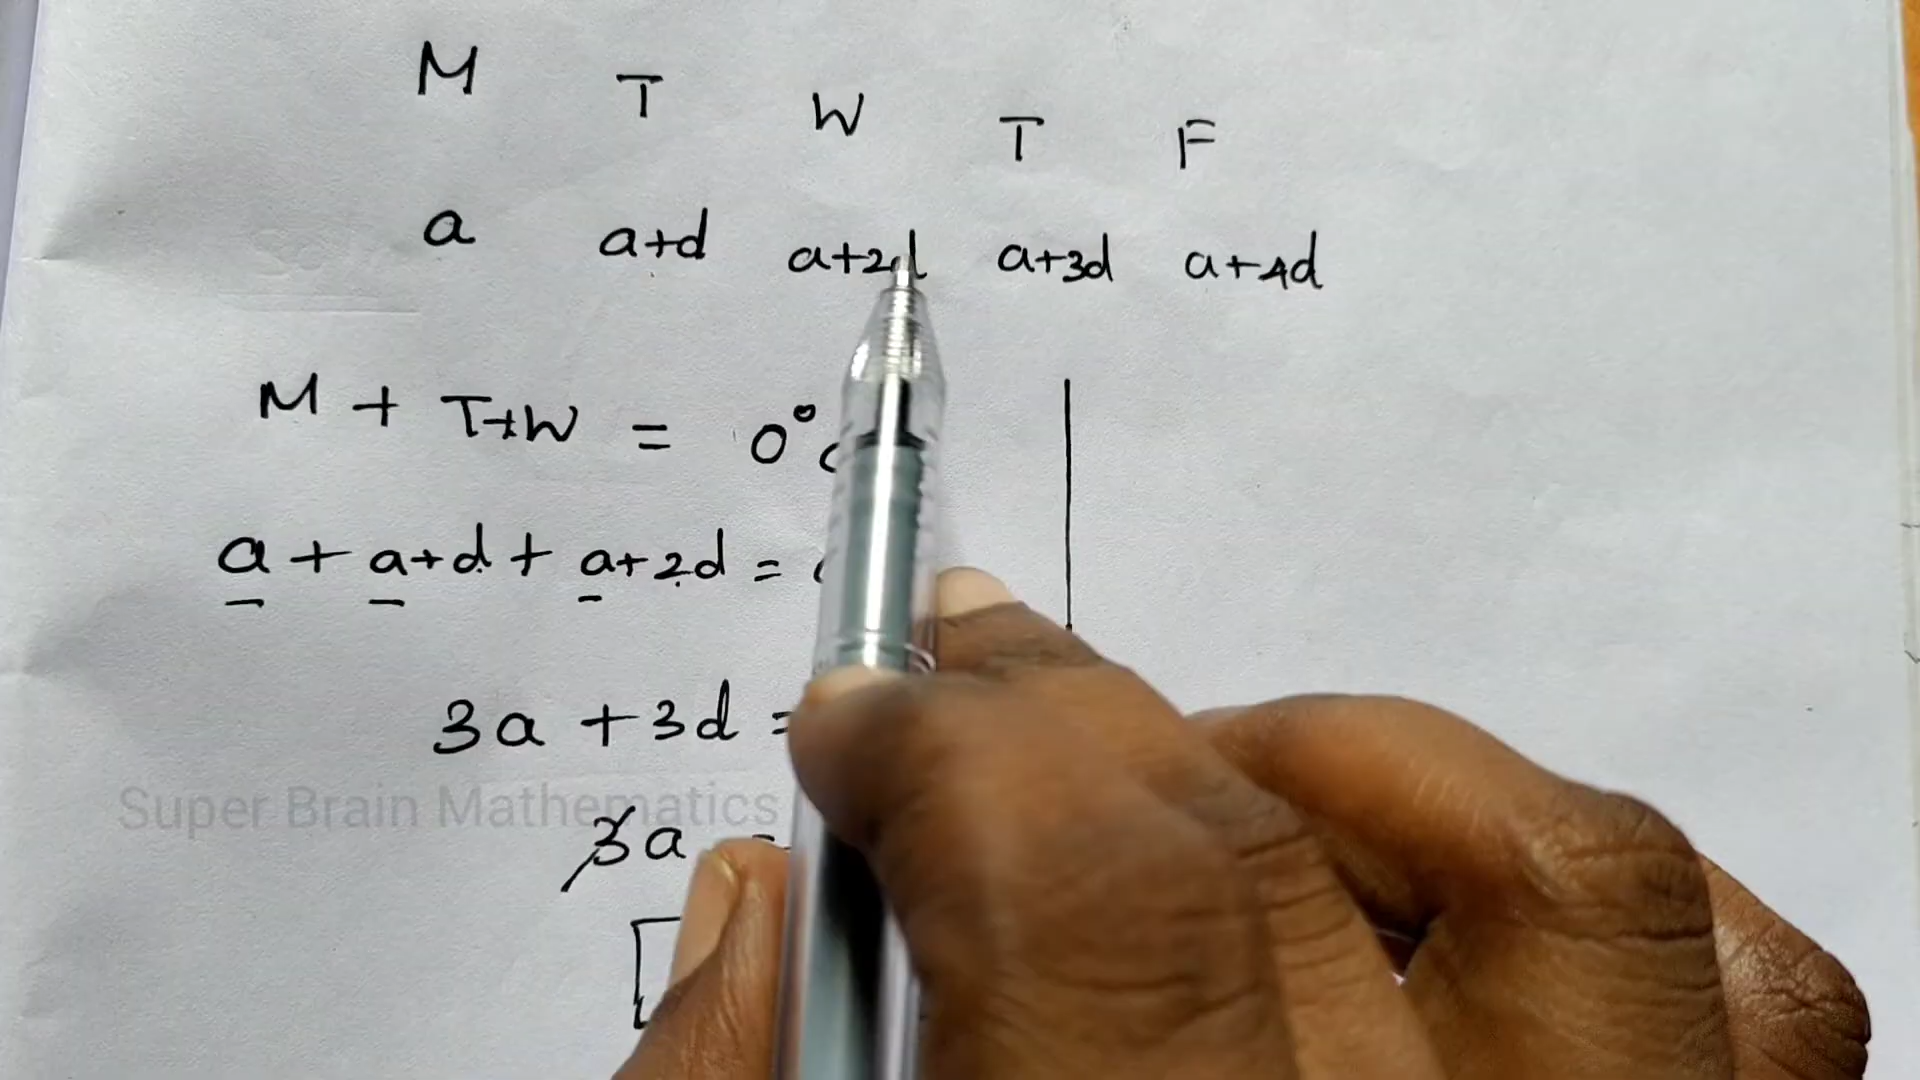 M T W T F
a a+d a+2d a+3d a+4d
M + T+W = 0°
a + a+d + a+2d =
3a + 3d =
Super Brain Mathematics
3a =